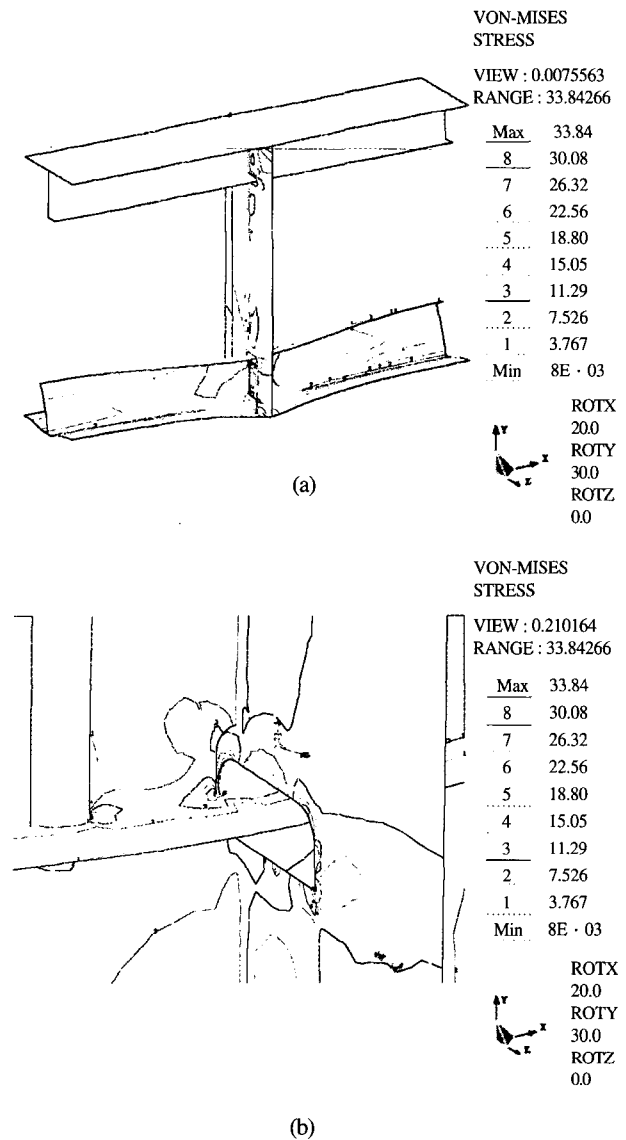 VON-MISES
STRESS
VIEW : 0.0075563
RANGE : 33.84266
Max 33.84
8 30.08
7 26.32
6 22.56
5 18.80
4 15.05
3 11.29
2 7.526
1 3.767
Min 8E · 03
ROTX
20.0
ROTY
30.0
ROTZ
0.0
Y
X
Z
(a)
VON-MISES
STRESS
VIEW : 0.210164
RANGE : 33.84266
Max 33.84
8 30.08
7 26.32
6 22.56
5 18.80
4 15.05
3 11.29
2 7.526
1 3.767
Min 8E · 03
ROTX
20.0
ROTY
30.0
ROTZ
0.0
Y
X
Z
(b)